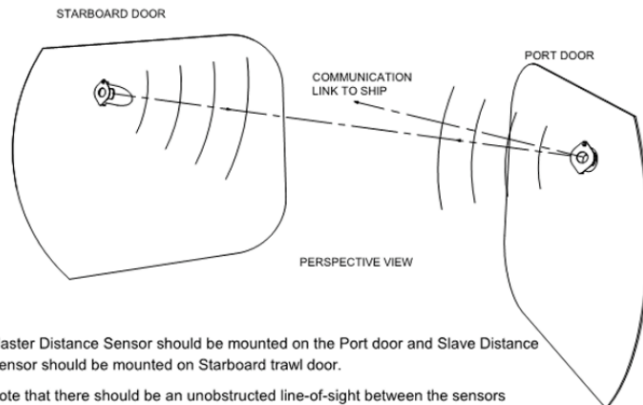 STARBOARD DOOR
PORT DOOR
COMMUNICATION
LINK TO SHIP
PERSPECTIVE VIEW
aster Distance Sensor should be mounted on the Port door and Slave Distance
ensor should be mounted on Starboard trawl door.
ote that there should be an unobstructed line-of-sight between the sensors